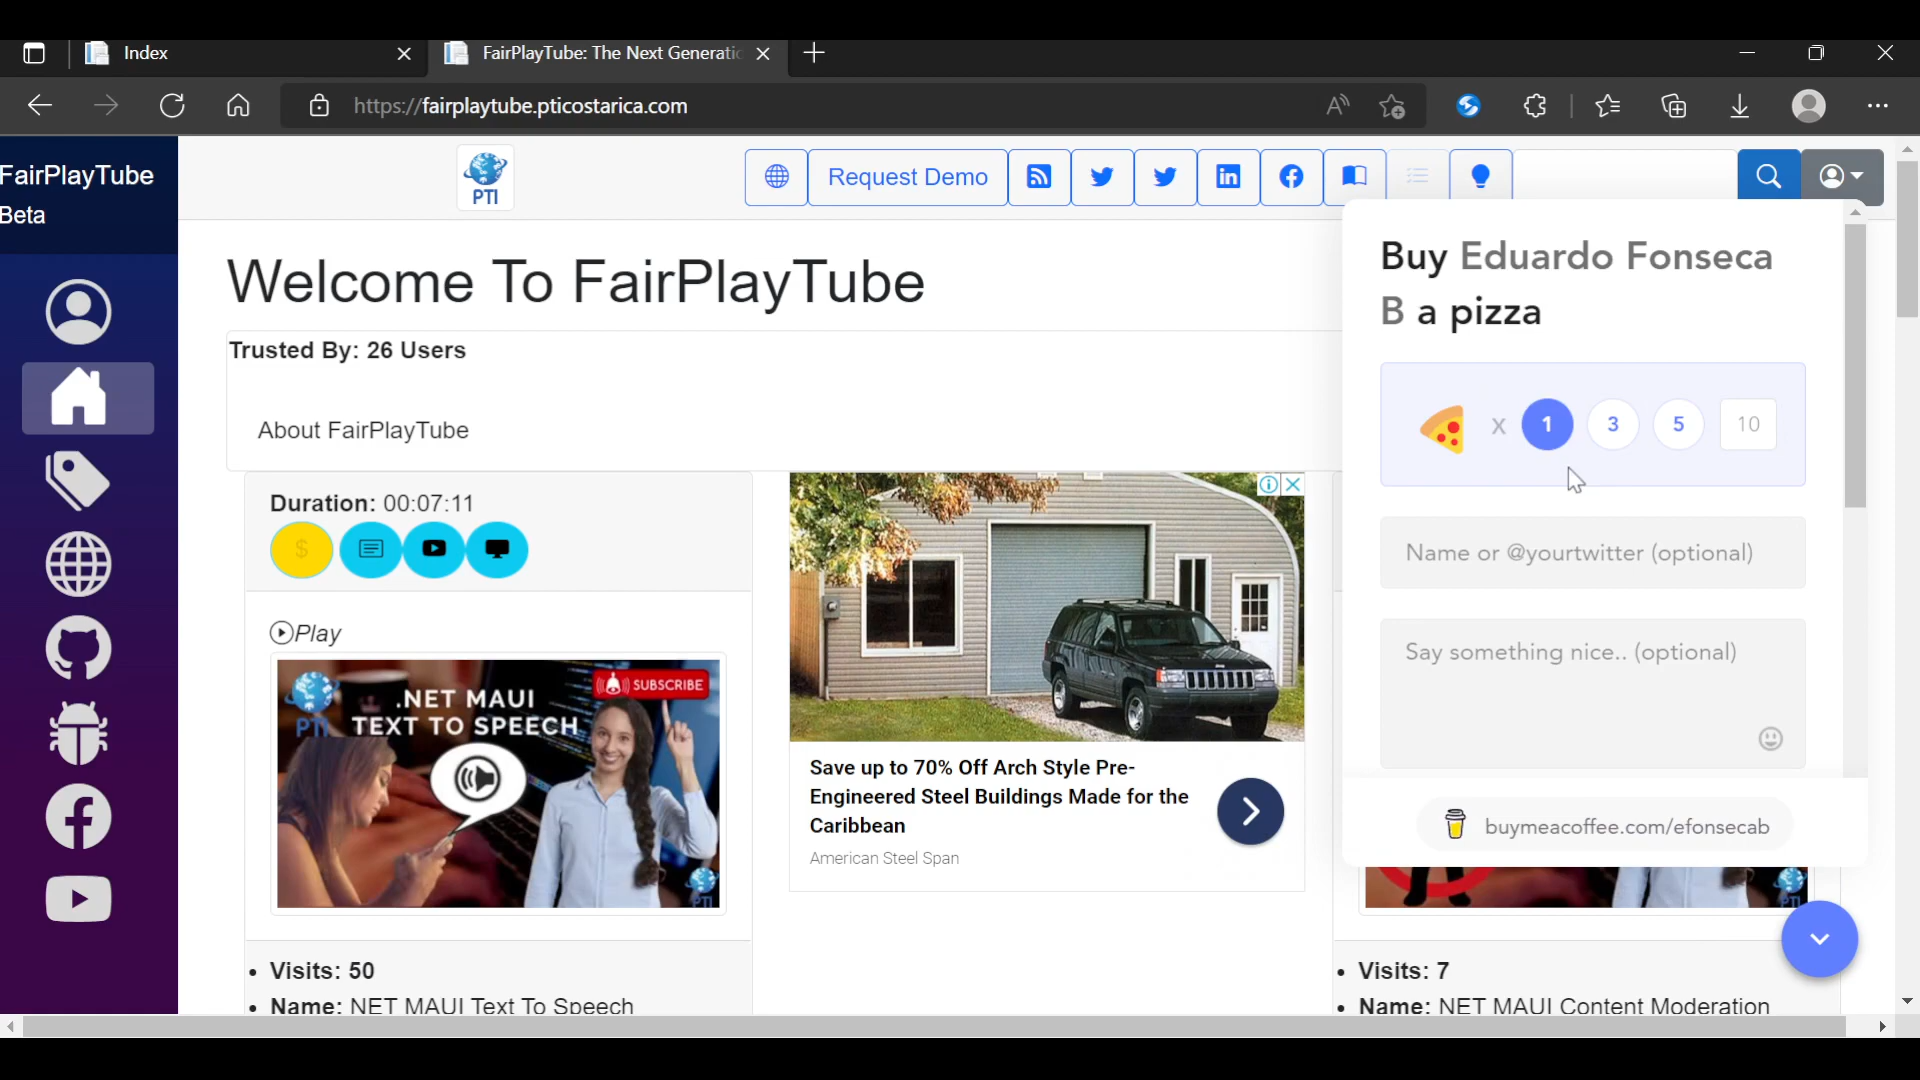 Index
FairPlayTube: The Next Generatic
https://fairplaytube.pticostarica.com
FairPlayTube
Beta
PTI
Request Demo
Welcome To FairPlayTube
Trusted By: 26 Users
About FairPlayTube
Duration: 00:07:11
$
Play
PTI
.NET MAUI
TEXT TO SPEECH
SUBSCRIBE
PTI
Visits: 50
Name: NET MAUI Text To Speech
Save up to 70% Off Arch Style Pre-
Engineered Steel Buildings Made for the
Caribbean
American Steel Span
Buy Eduardo Fonseca
B a pizza
x 1 3 5 10
Name or @yourtwitter (optional)
Say something nice.. (optional)
buymeacoffee.com/efonsecab
PTI
Visits: 7
Name: NET MAUI Content Moderation